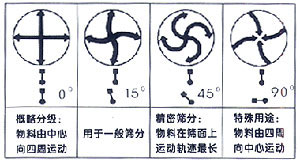 0°
15°
45°
90°
概略分级:
物料由中心
向四周运动
用于一般筛分
精密筛分:
物料在筛面上
运动轨迹最长
特殊用途:
物料由四周
向中心运动